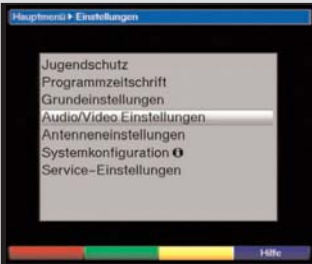 Hauptmenü Einstellungen
Jugendschutz
Programmzeitschrift
Grundeinstellungen
Audio/Video Einstellungen
Antenneneinstellungen
Systemkonfiguration
Service-Einstellungen
Hilfe